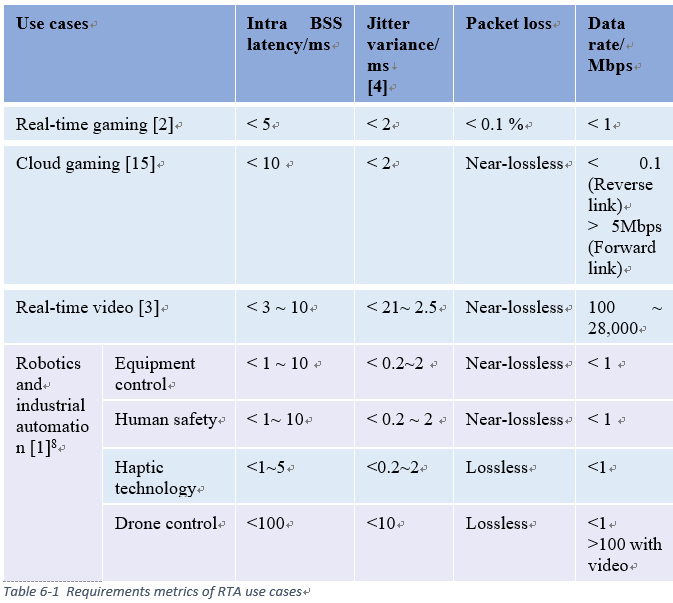 Use cases
Intra BSS
latency/ms
Jitter
variance/
ms
[4]
Packet loss
Data
rate/
Mbps
Real-time gaming [2]
< 5
< 2
< 0.1 %
< 1
Cloud gaming [15]
< 10
< 2
Near-lossless
< 0.1
(Reverse
link)
> 5Mbps
(Forward
link)
Real-time video [3]
< 3 ~ 10
< 21~ 2.5
Near-lossless
100 ~
28,000
Robotics
and
industrial
automatio
n [1]8
Equipment
control
< 1 ~ 10
< 0.2~2
Near-lossless
< 1
Human safety
< 1~ 10
< 0.2 ~ 2
Near-lossless
< 1
Haptic
technology
<1~5
<0.2~2
Lossless
<1
Drone control
<100
<10
Lossless
<1
>100 with
video
Table 6-1 Requirements metrics of RTA use cases